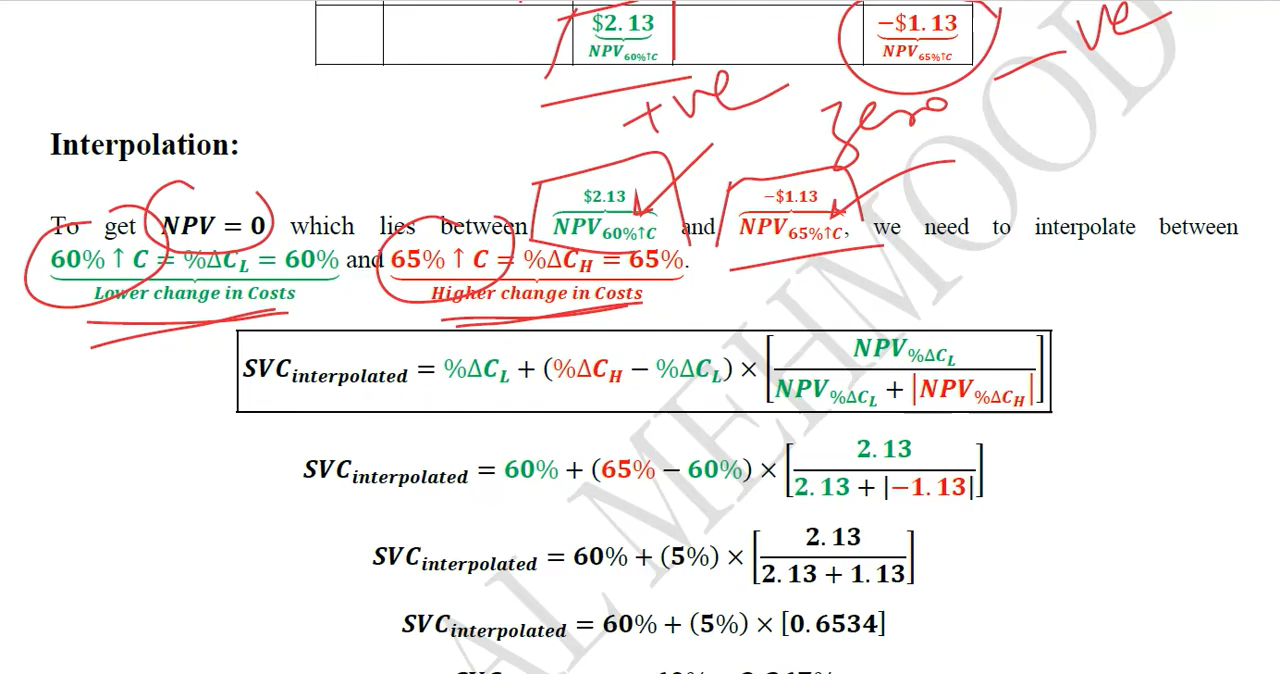 $2.13 −$1.13
NPV60%↑C NPV65%↑C
−ve
+ve
zero
Interpolation:
$2.13 −$1.13
To get NPV = 0 which lies between NPV60%↑C and NPV65%↑C, we need to interpolate between
60% ↑ C = %ΔCL = 60% and 65% ↑ C = %ΔCH = 65%.
Lower change in Costs Higher change in Costs
SVCinterpolated = %ΔCL + (%ΔCH − %ΔCL) × [NPV%ΔCL / NPV%ΔCL + |NPV%ΔCH|]
SVCinterpolated = 60% + (65% − 60%) × [2.13 / 2.13 + |−1.13|]
SVCinterpolated = 60% + (5%) × [2.13 / 2.13 + 1.13]
SVCinterpolated = 60% + (5%) × [0.6534]
AL MEHMOOD